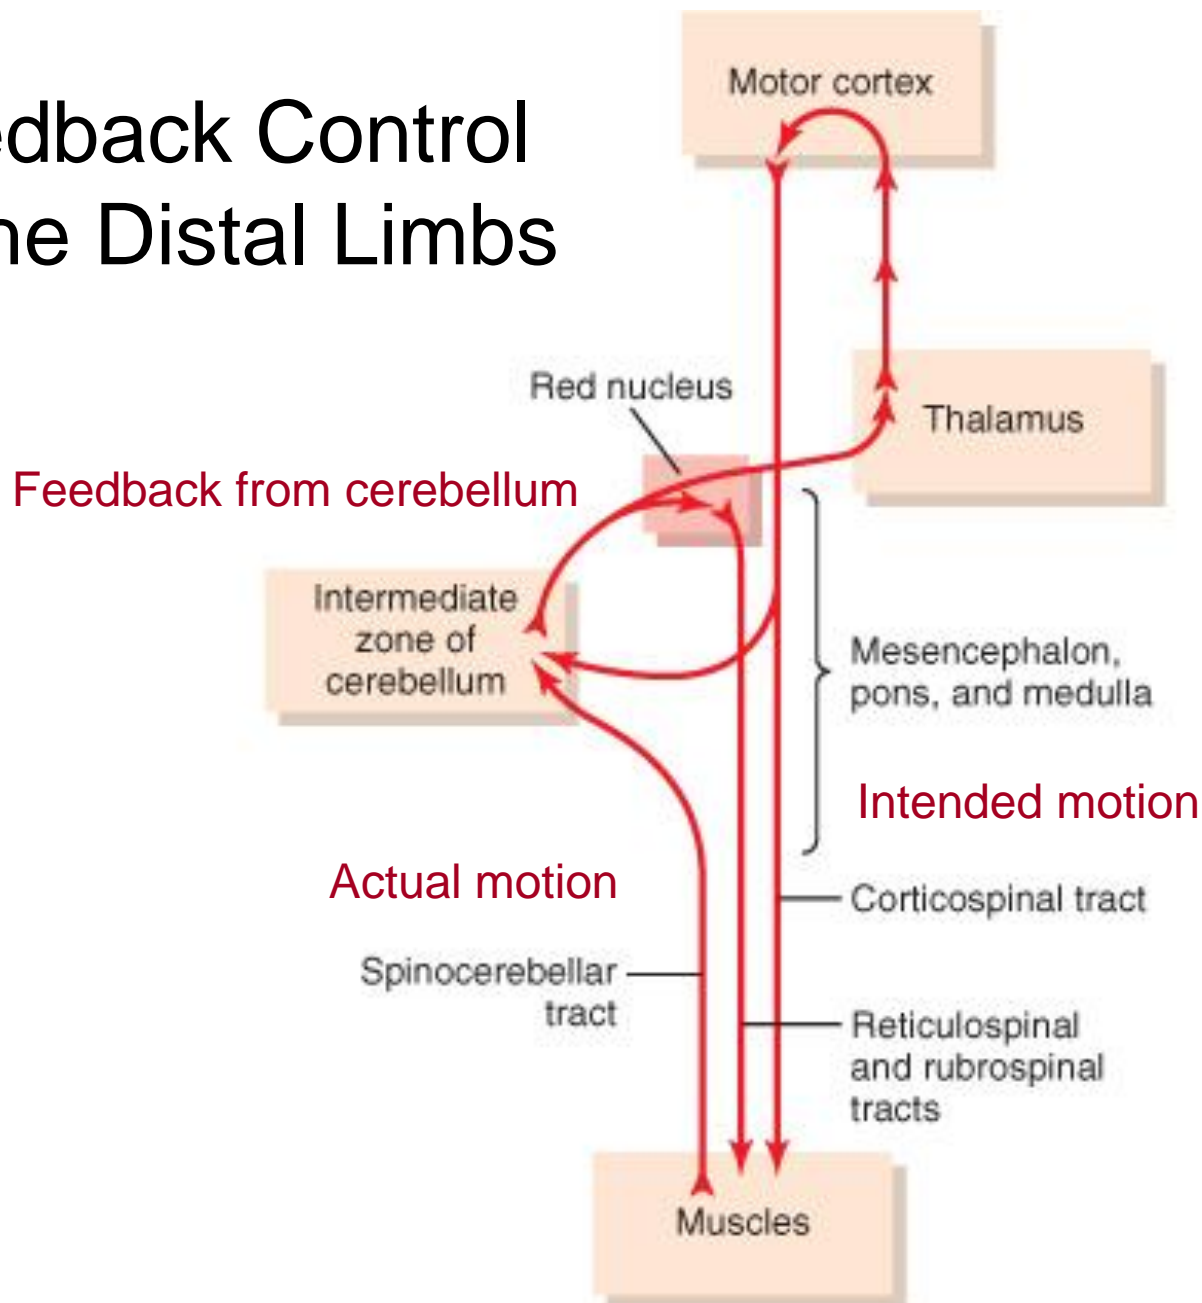 edback Control
ne Distal Limbs
Motor cortex
Red nucleus
Thalamus
Feedback from cerebellum
Intermediate
zone of
cerebellum
Mesencephalon,
pons, and medulla
Intended motion
Actual motion
Corticospinal tract
Spinocerebellar
tract
Reticulospinal
and rubrospinal
tracts
Muscles